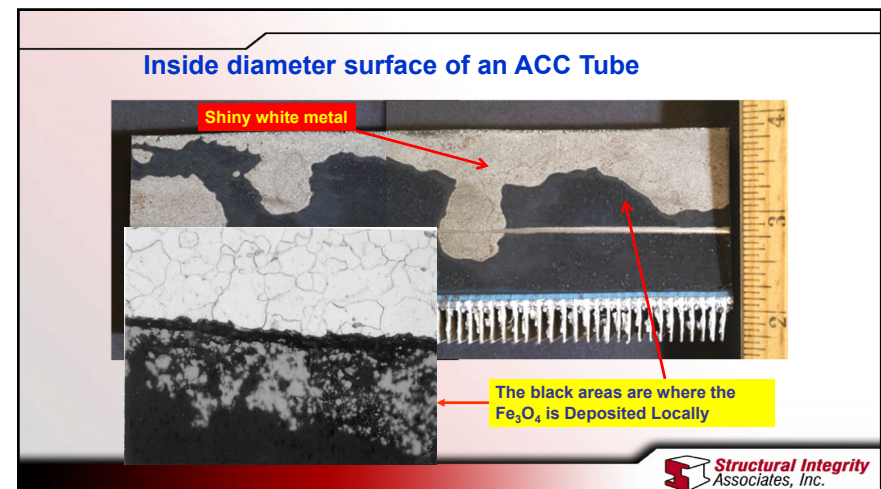 Inside diameter surface of an ACC Tube
Shiny white metal
4
3
2
The black areas are where the
Fe₃O₄ is Deposited Locally
Structural Integrity
Associates, Inc.